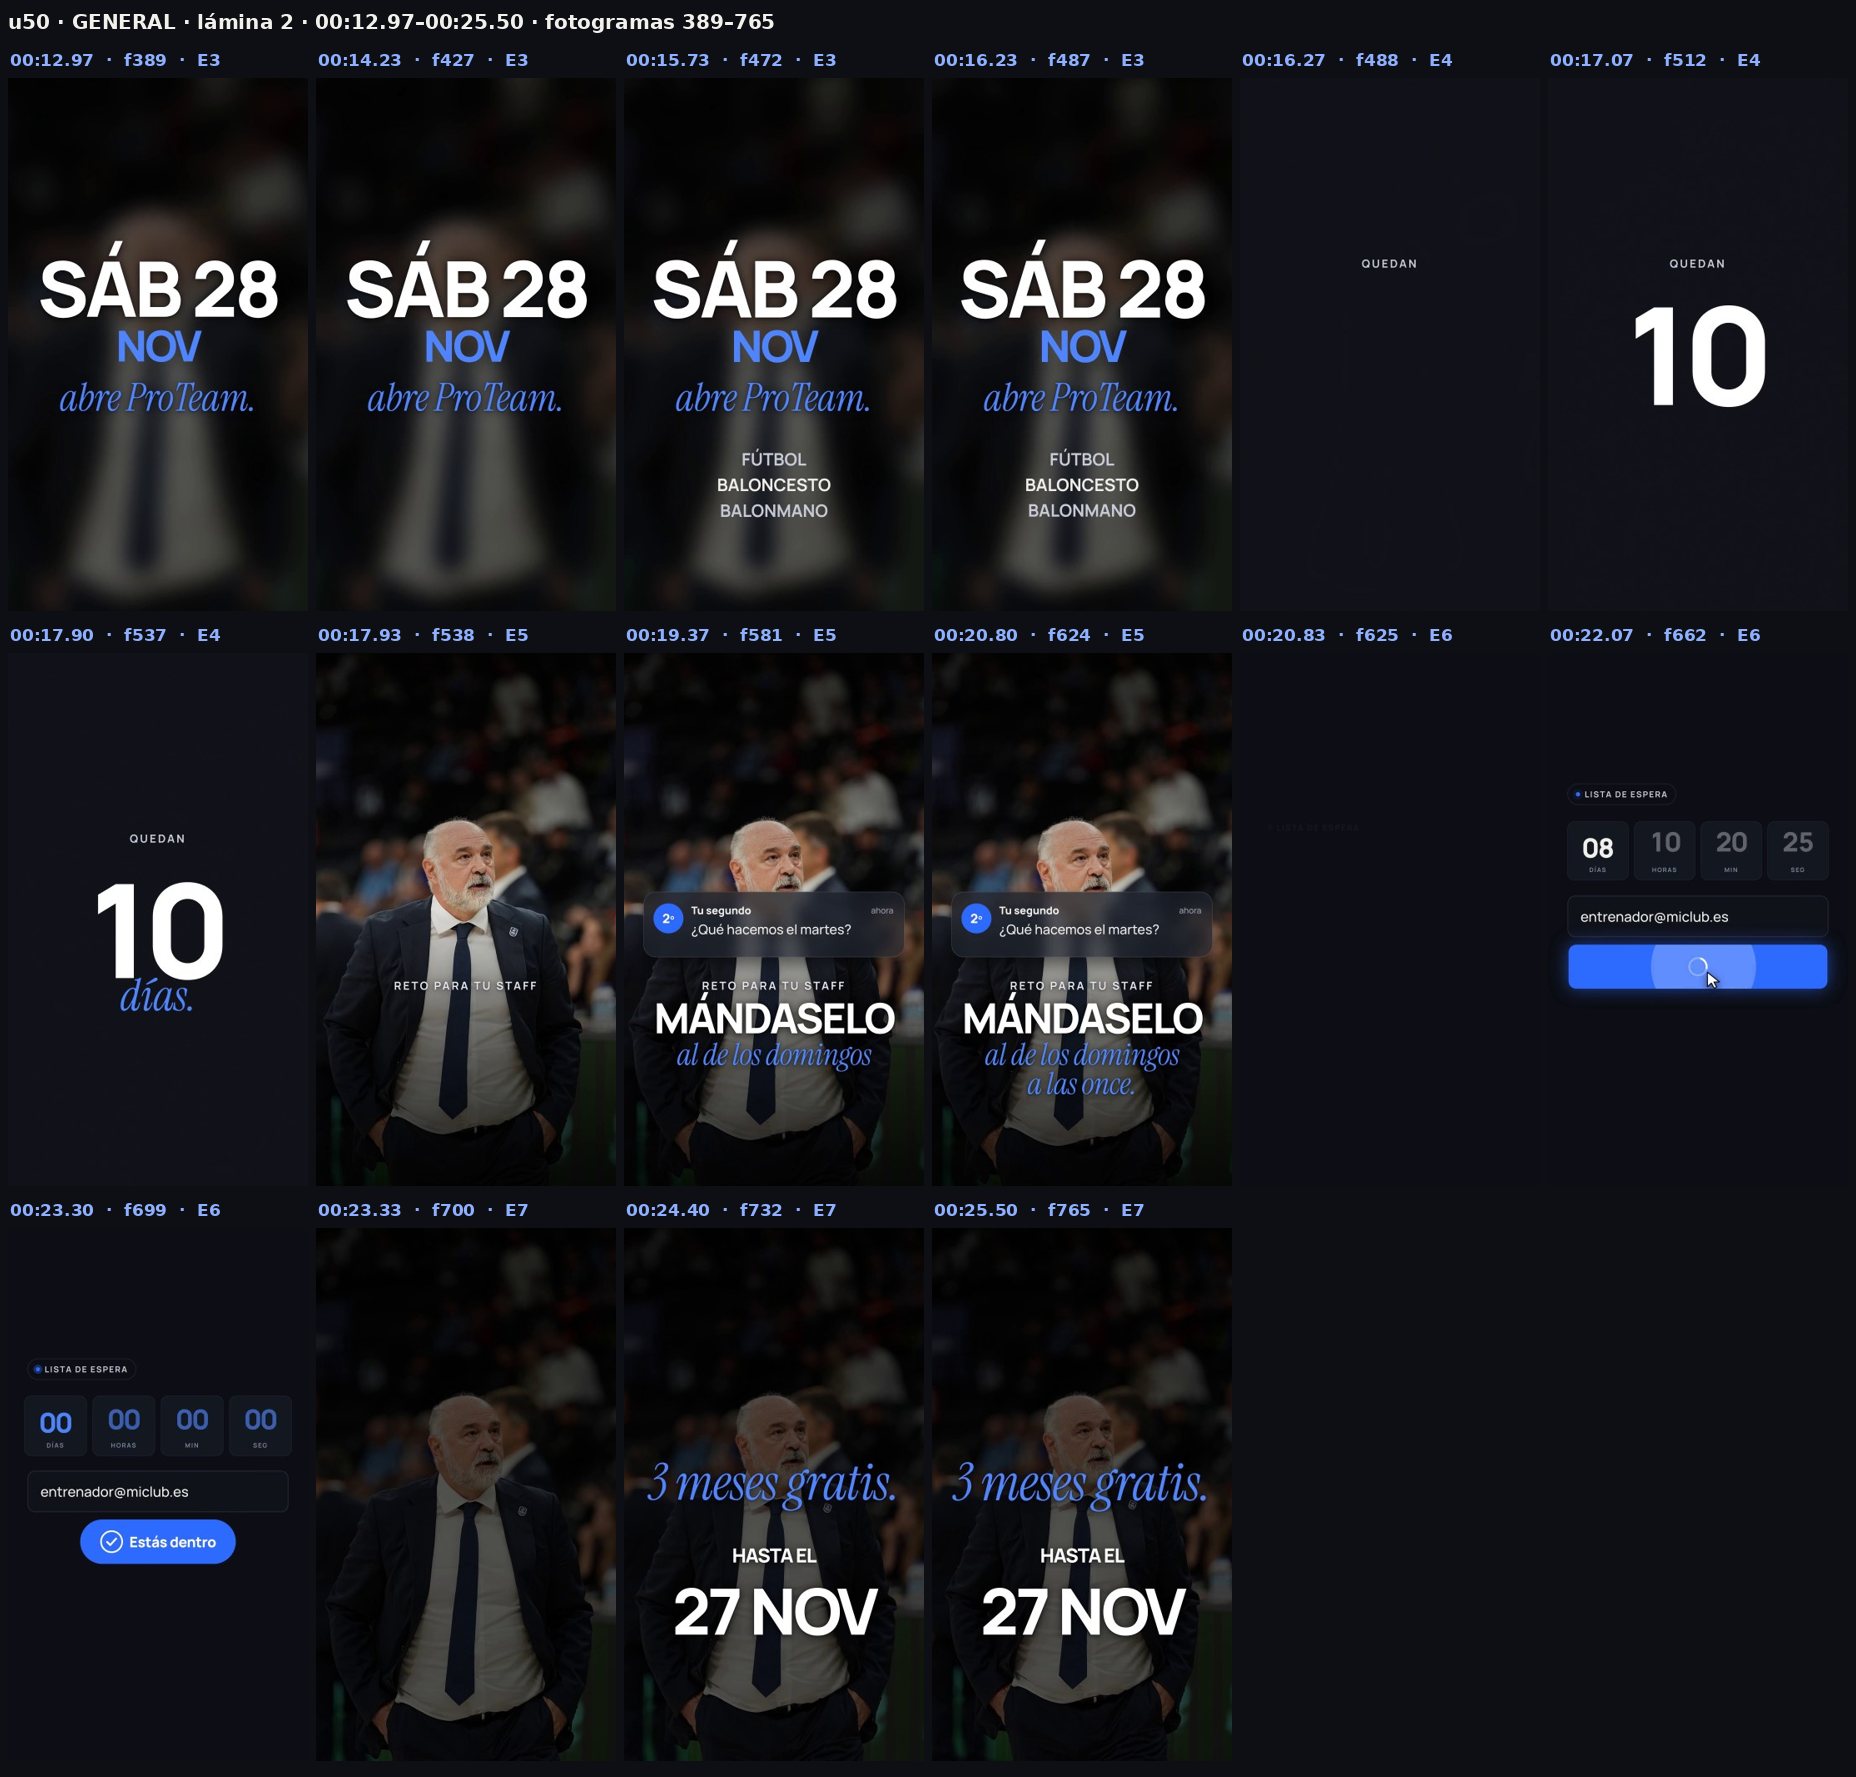 u50 · GENERAL · lámina 2 · 00:12.97–00:25.50 · fotogramas 389–765
00:12.97 · f389 · E3
00:14.23 · f427 · E3
00:15.73 · f472 · E3
00:16.23 · f487 · E3
00:16.27 · f488 · E4
00:17.07 · f512 · E4
SÁB 28
NOV
abre ProTeam.
SÁB 28
NOV
abre ProTeam.
SÁB 28
NOV
abre ProTeam.
FÚTBOL
BALONCESTO
BALONMANO
SÁB 28
NOV
abre ProTeam.
FÚTBOL
BALONCESTO
BALONMANO
QUEDAN
QUEDAN
10
00:17.90 · f537 · E4
00:17.93 · f538 · E5
00:19.37 · f581 · E5
00:20.80 · f624 · E5
00:20.83 · f625 · E6
00:22.07 · f662 · E6
QUEDAN
10
días.
RETO PARA TU STAFF
2º
Tu segundo
ahora
¿Qué hacemos el martes?
RETO PARA TU STAFF
MÁNDASELO
al de los domingos
2º
Tu segundo
ahora
¿Qué hacemos el martes?
RETO PARA TU STAFF
MÁNDASELO
al de los domingos
a las once.
LISTA DE ESPERA
LISTA DE ESPERA
08 10 20 25
DÍAS HORAS MIN SEG
entrenador@miclub.es
00:23.30 · f699 · E6
00:23.33 · f700 · E7
00:24.40 · f732 · E7
00:25.50 · f765 · E7
LISTA DE ESPERA
00 00 00 00
DÍAS HORAS MIN SEG
entrenador@miclub.es
Estás dentro
3 meses gratis.
HASTA EL
27 NOV
3 meses gratis.
HASTA EL
27 NOV